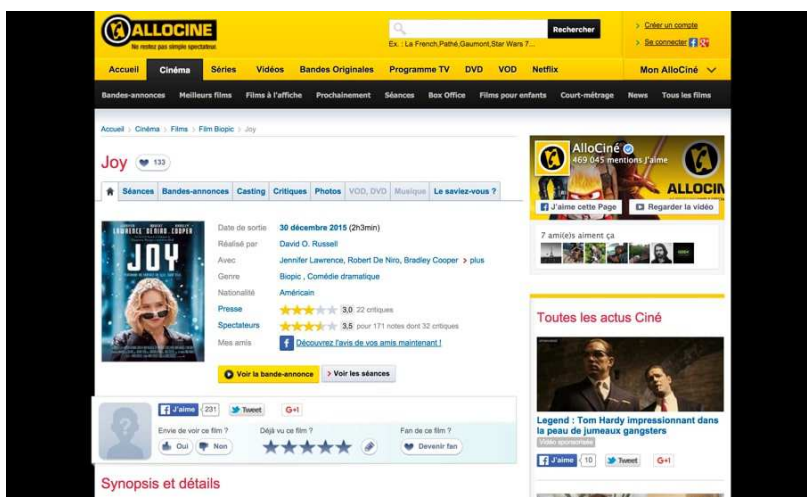 ALLOCINE
Ne restez pas simple spectateur.
Rechercher
Ex. : La French,Pathé,Gaumont,Star Wars 7...
Créer un compte
Se connecter
Accueil Cinéma Séries Vidéos Bandes Originales Programme TV DVD VOD Netflix Mon AlloCiné
Bandes-annonces Meilleurs films Films à l'affiche Prochainement Séances Box Office Films pour enfants Court-métrage News Tous les films
Accueil > Cinéma > Films > Film Biopic > Joy
Joy 133
Séances Bandes-annonces Casting Critiques Photos VOD, DVD Musique Le saviez-vous ?
LAWRENCE DE NIRO COOPER
JOY
Date de sortie 30 décembre 2015 (2h3min)
Réalisé par David O. Russell
Avec Jennifer Lawrence, Robert De Niro, Bradley Cooper > plus
Genre Biopic , Comédie dramatique
Nationalité Américain
Presse 3,0 22 critiques
Spectateurs 3,5 pour 171 notes dont 32 critiques
Mes amis Découvrez l'avis de vos amis maintenant !
Voir la bande-annonce > Voir les séances
J'aime 231 Tweet G+1
Envie de voir ce film ? Déjà vu ce film ? Fan de ce film ?
Oui Non Devenir fan
Synopsis et détails
AlloCiné
469 045 mentions J'aime
ALLOCIN
J'aime cette Page Regarder la vidéo
7 ami(e)s aiment ça
Toutes les actus Ciné
Legend : Tom Hardy impressionnant dans
la peau de jumeaux gangsters
Vidéo sponsorisée
J'aime 10 Tweet G+1